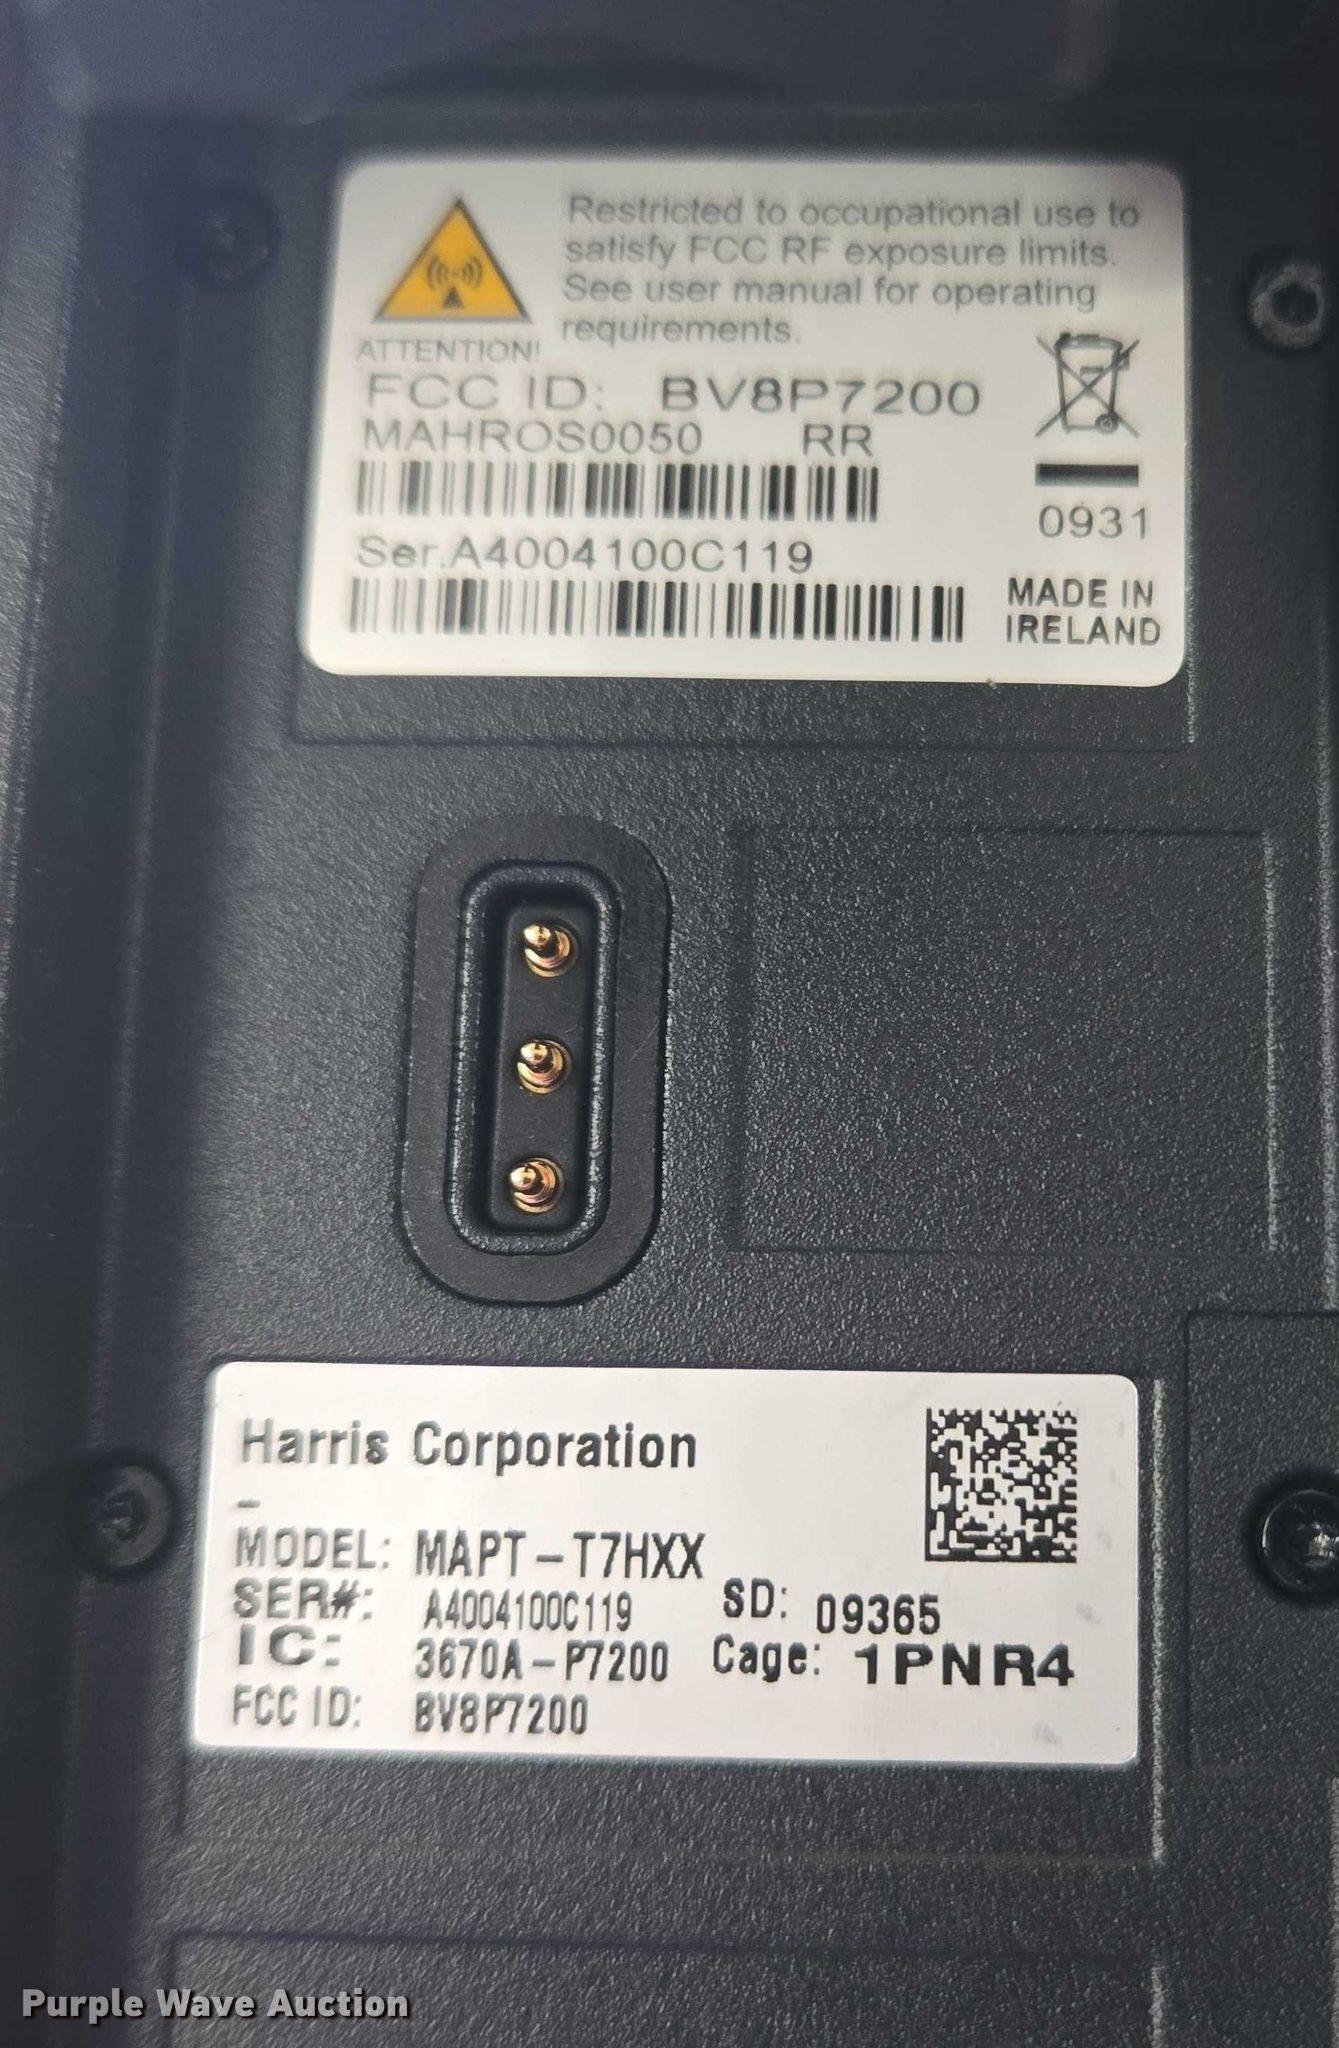 Restricted to occupational use to
satisfy FCC RF exposure limits.
See user manual for operating
requirements.
ATTENTION!
FCC ID: BV8P7200
MAHROS0050 RR
Ser.A4004100C119
0931
MADE IN
IRELAND
Harris Corporation
-
MODEL: MAPT-T7HXX
SER#: A4004100C119 SD: 09365
IC: 3670A-P7200 Cage: 1PNR4
FCC ID: BV8P7200
Purple Wave Auction